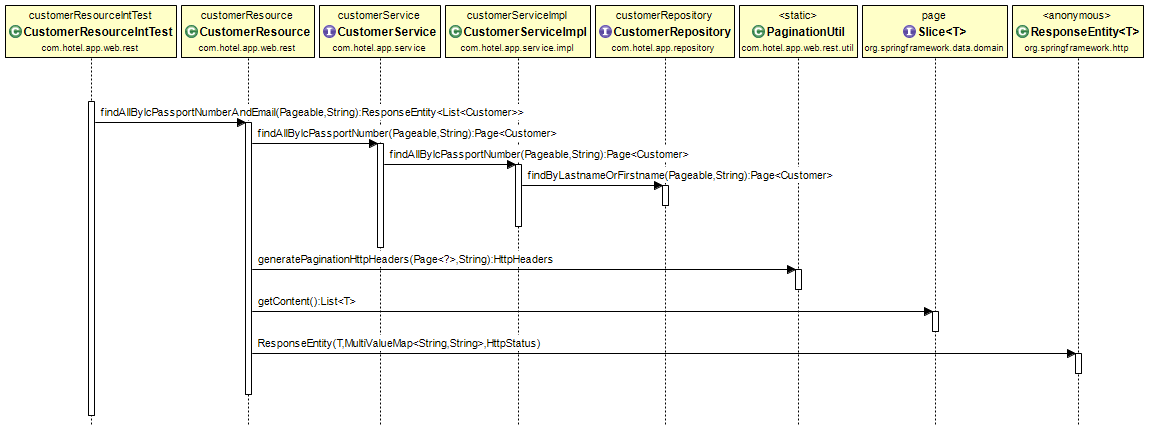 customerResourceIntTest
CustomerResourceIntTest
com.hotel.app.web.rest
customerResource
CustomerResource
com.hotel.app.web.rest
customerService
CustomerService
com.hotel.app.service
customerServiceImpl
CustomerServiceImpl
com.hotel.app.service.impl
customerRepository
CustomerRepository
com.hotel.app.repository
<static>
PaginationUtil
com.hotel.app.web.rest.util
page
Slice<T>
org.springframework.data.domain
<anonymous>
ResponseEntity<T>
org.springframework.http
findAllByIcPassportNumberAndEmail(Pageable,String):ResponseEntity<List<Customer>>
findAllByIcPassportNumber(Pageable,String):Page<Customer>
findAllByIcPassportNumber(Pageable,String):Page<Customer>
findByLastnameOrFirstname(Pageable,String):Page<Customer>
generatePaginationHttpHeaders(Page<?>,String):HttpHeaders
getContent():List<T>
ResponseEntity(T,MultiValueMap<String,String>,HttpStatus)